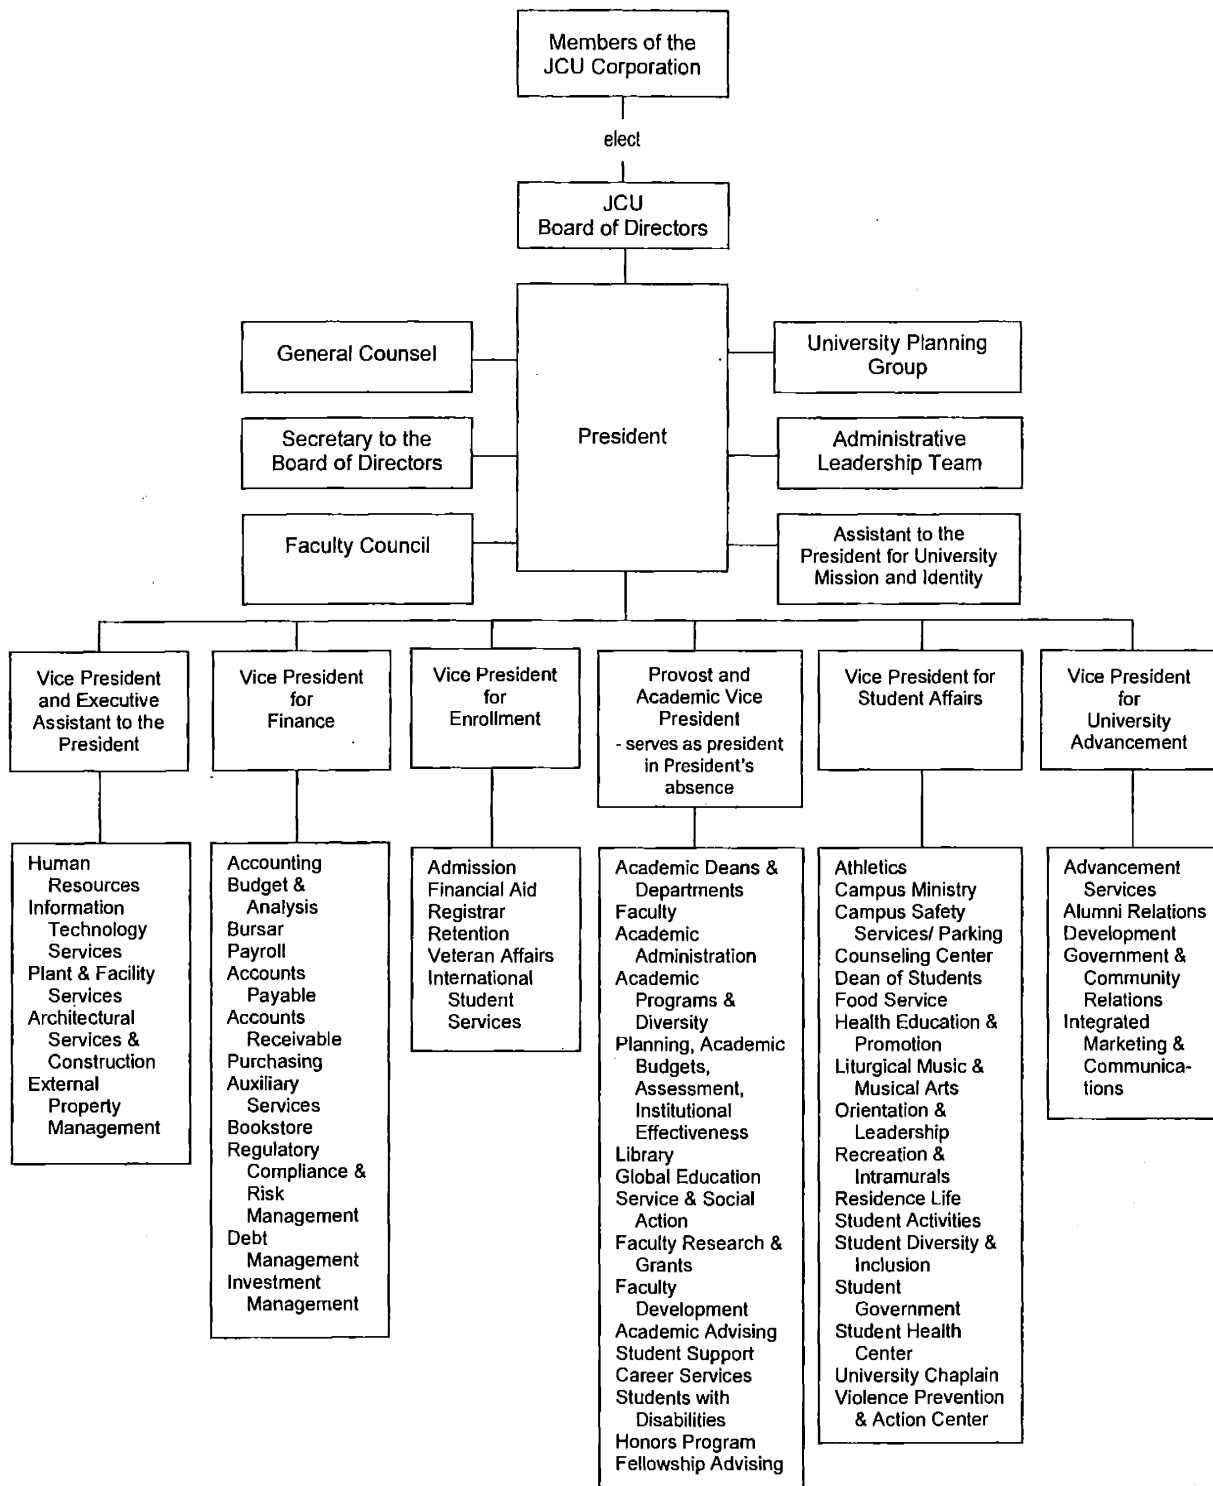 Members of the
JCU Corporation
elect
JCU
Board of Directors
General Counsel
Secretary to the
Board of Directors
Faculty Council
President
University Planning
Group
Administrative
Leadership Team
Assistant to the
President for University
Mission and Identity
Vice President
and Executive
Assistant to the
President
Vice President
for
Finance
Vice President
for
Enrollment
Provost and
Academic Vice
President
- serves as president
in President's
absence
Vice President for
Student Affairs
Vice President
for
University
Advancement
Human
Resources
Information
Technology
Services
Plant & Facility
Services
Architectural
Services &
Construction
External
Property
Management
Accounting
Budget &
Analysis
Bursar
Payroll
Accounts
Payable
Accounts
Receivable
Purchasing
Auxiliary
Services
Bookstore
Regulatory
Compliance &
Risk
Management
Debt
Management
Investment
Management
Admission
Financial Aid
Registrar
Retention
Veteran Affairs
International
Student
Services
Academic Deans &
Departments
Faculty
Academic
Administration
Academic
Programs &
Diversity
Planning, Academic
Budgets,
Assessment,
Institutional
Effectiveness
Library
Global Education
Service & Social
Action
Faculty Research &
Grants
Faculty
Development
Academic Advising
Student Support
Career Services
Students with
Disabilities
Honors Program
Fellowship Advising
Athletics
Campus Ministry
Campus Safety
Services/ Parking
Counseling Center
Dean of Students
Food Service
Health Education &
Promotion
Liturgical Music &
Musical Arts
Orientation &
Leadership
Recreation &
Intramurals
Residence Life
Student Activities
Student Diversity &
Inclusion
Student
Government
Student Health
Center
University Chaplain
Violence Prevention
& Action Center
Advancement
Services
Alumni Relations
Development
Government &
Community
Relations
Integrated
Marketing &
Communica-
tions